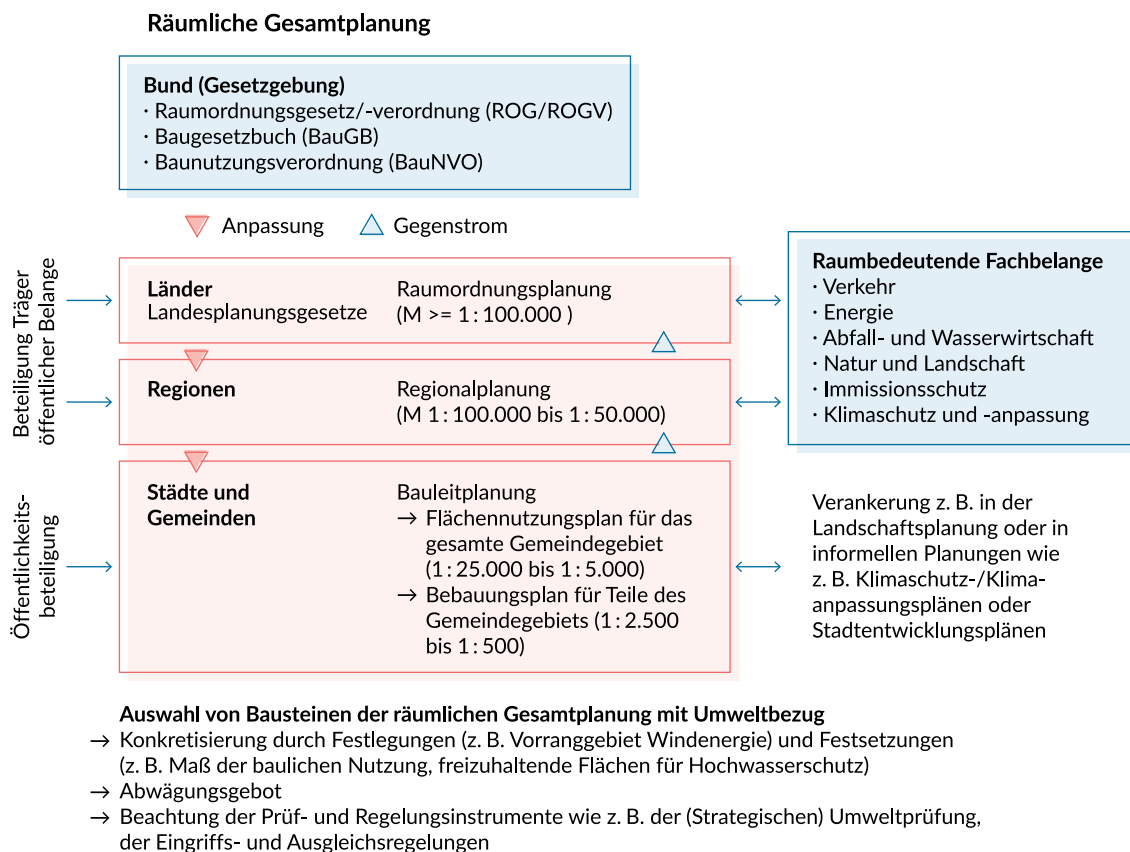 Räumliche Gesamtplanung
Bund (Gesetzgebung)
· Raumordnungsgesetz/-verordnung (ROG/ROGV)
· Baugesetzbuch (BauGB)
· Baunutzungsverordnung (BauNVO)
Anpassung
Gegenstrom
Beteiligung Träger
öffentlicher Belange
Länder
Landesplanungsgesetze
Raumordnungsplanung
(M >= 1 : 100.000 )
Regionen
Regionalplanung
(M 1 : 100.000 bis 1 : 50.000)
Raumbedeutende Fachbelange
· Verkehr
· Energie
· Abfall- und Wasserwirtschaft
· Natur und Landschaft
· Immissionsschutz
· Klimaschutz und -anpassung
Öffentlichkeits-
beteiligung
Städte und
Gemeinden
Bauleitplanung
→ Flächennutzungsplan für das
gesamte Gemeindegebiet
(1 : 25.000 bis 1 : 5.000)
→ Bebauungsplan für Teile des
Gemeindegebiets (1 : 2.500
bis 1 : 500)
Verankerung z. B. in der
Landschaftsplanung oder in
informellen Planungen wie
z. B. Klimaschutz-/Klima-
anpassungsplänen oder
Stadtentwicklungsplänen
Auswahl von Bausteinen der räumlichen Gesamtplanung mit Umweltbezug
→ Konkretisierung durch Festlegungen (z. B. Vorranggebiet Windenergie) und Festsetzungen
(z. B. Maß der baulichen Nutzung, freizuhaltende Flächen für Hochwasserschutz)
→ Abwägungsgebot
→ Beachtung der Prüf- und Regelungsinstrumente wie z. B. der (Strategischen) Umweltprüfung,
der Eingriffs- und Ausgleichsregelungen